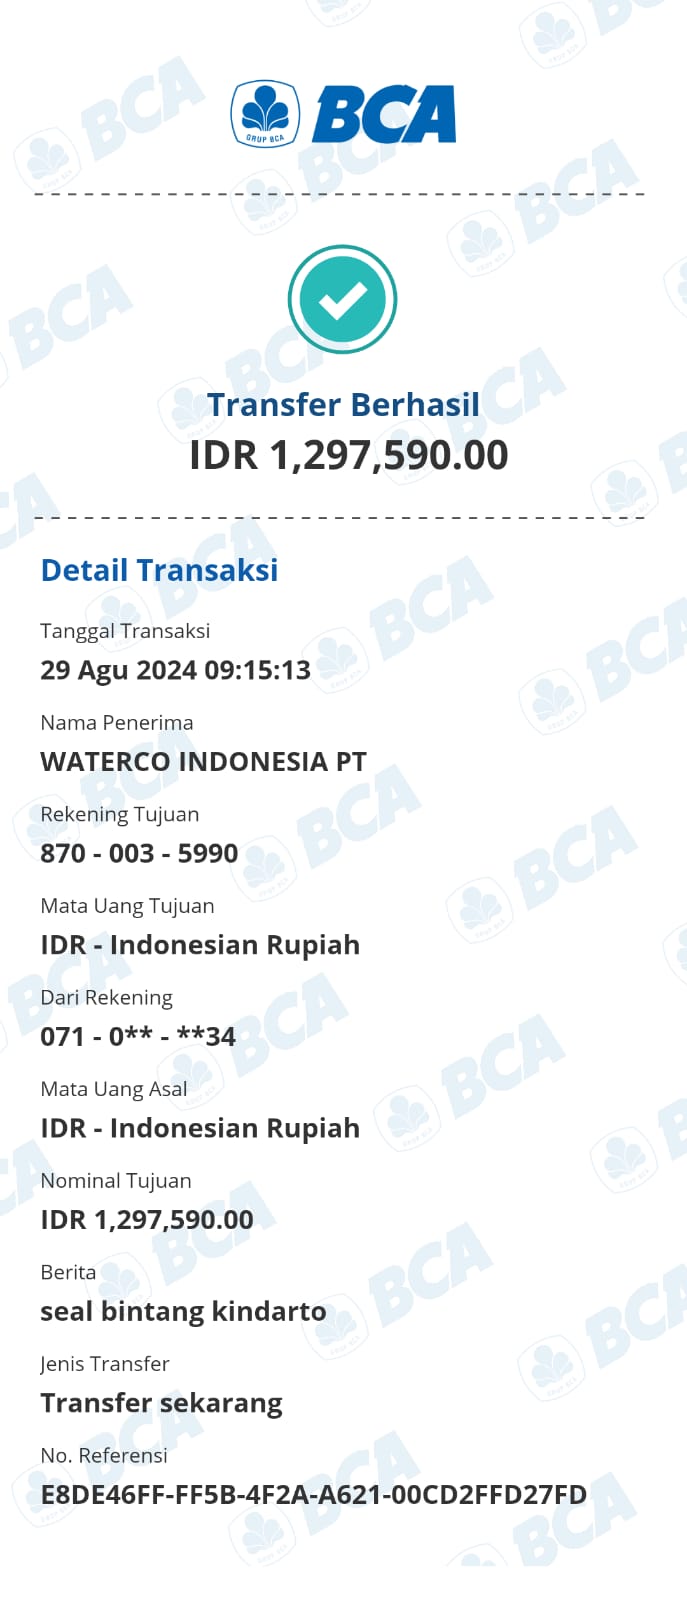 GRUP BCA
BCA
Transfer Berhasil
IDR 1,297,590.00
Detail Transaksi
Tanggal Transaksi
29 Agu 2024 09:15:13
Nama Penerima
WATERCO INDONESIA PT
Rekening Tujuan
870 - 003 - 5990
Mata Uang Tujuan
IDR - Indonesian Rupiah
Dari Rekening
071 - 0** - **34
Mata Uang Asal
IDR - Indonesian Rupiah
Nominal Tujuan
IDR 1,297,590.00
Berita
seal bintang kindarto
Jenis Transfer
Transfer sekarang
No. Referensi
E8DE46FF-FF5B-4F2A-A621-00CD2FFD27FD